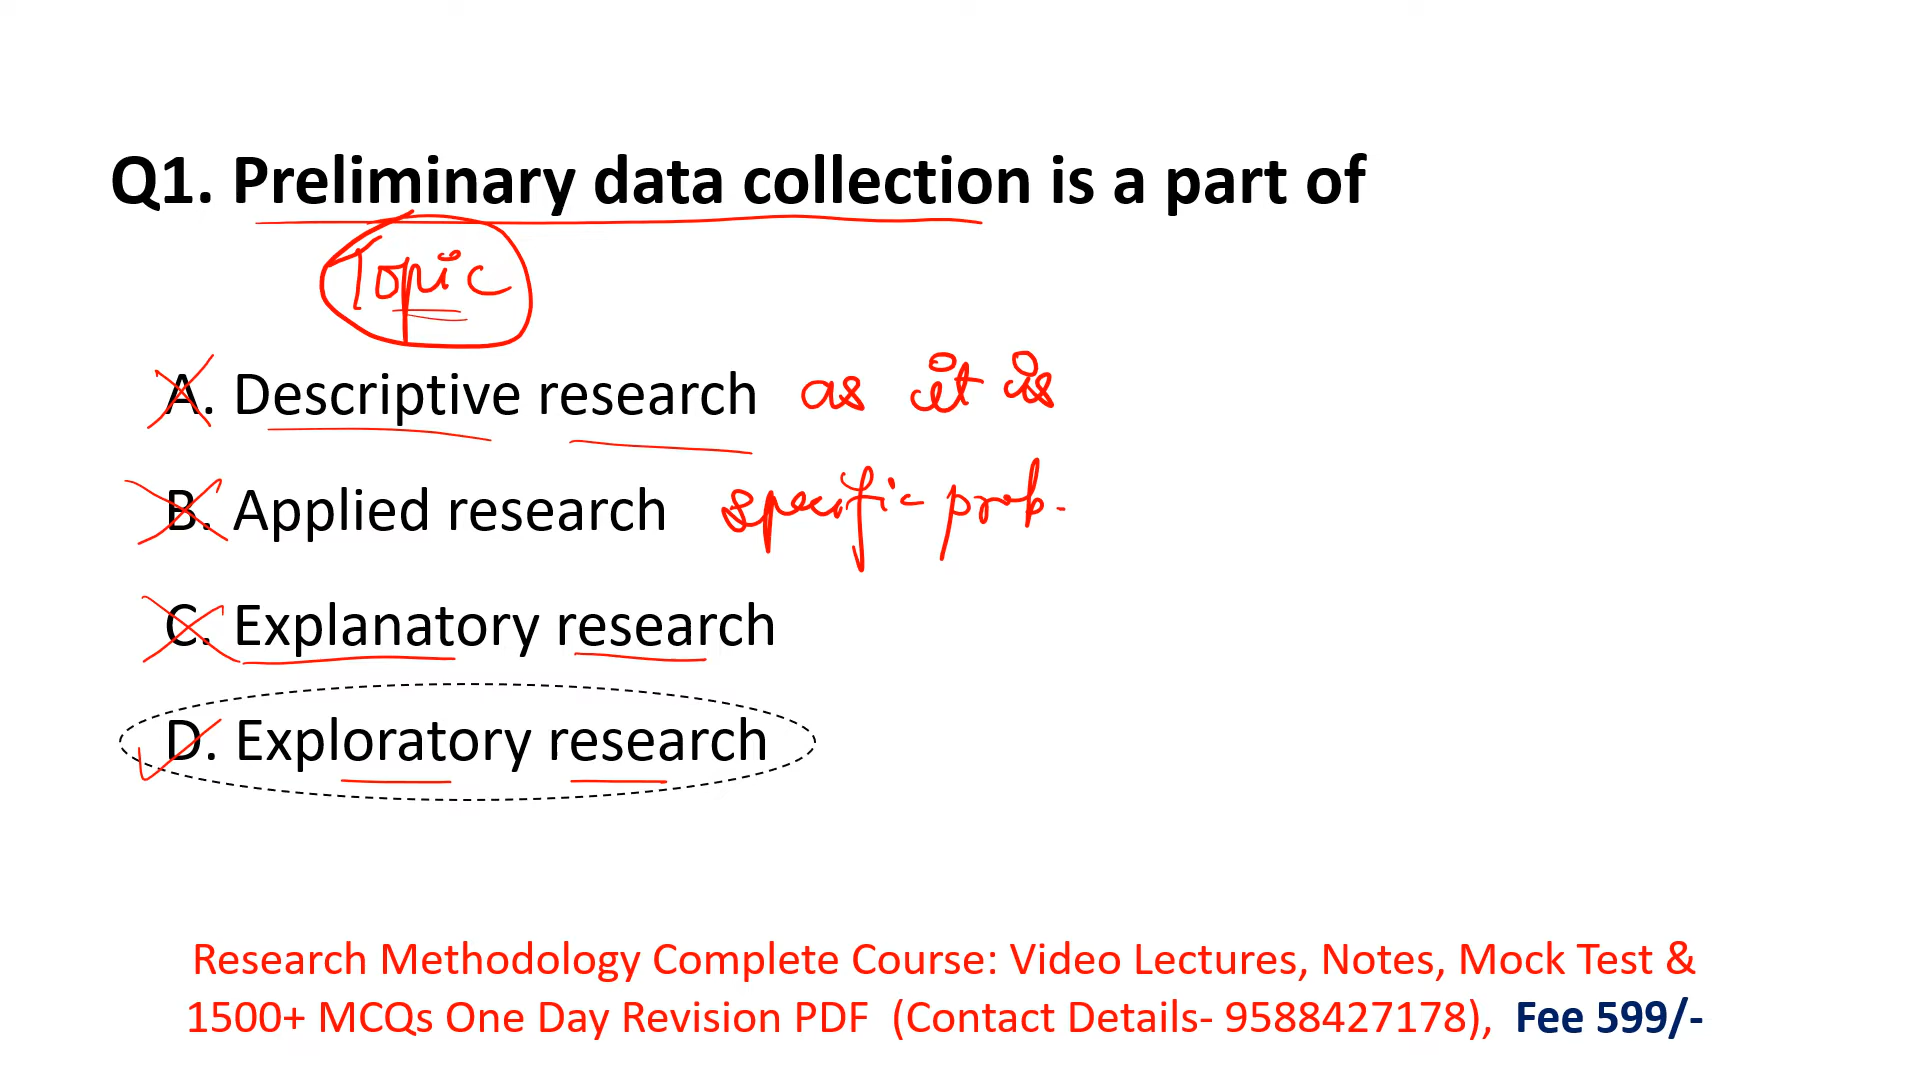 Q1. Preliminary data collection is a part of
Topic
A. Descriptive research as it is
B. Applied research specific prob.
C. Explanatory research
D. Exploratory research
Research Methodology Complete Course: Video Lectures, Notes, Mock Test &
1500+ MCQs One Day Revision PDF (Contact Details- 9588427178), Fee 599/-